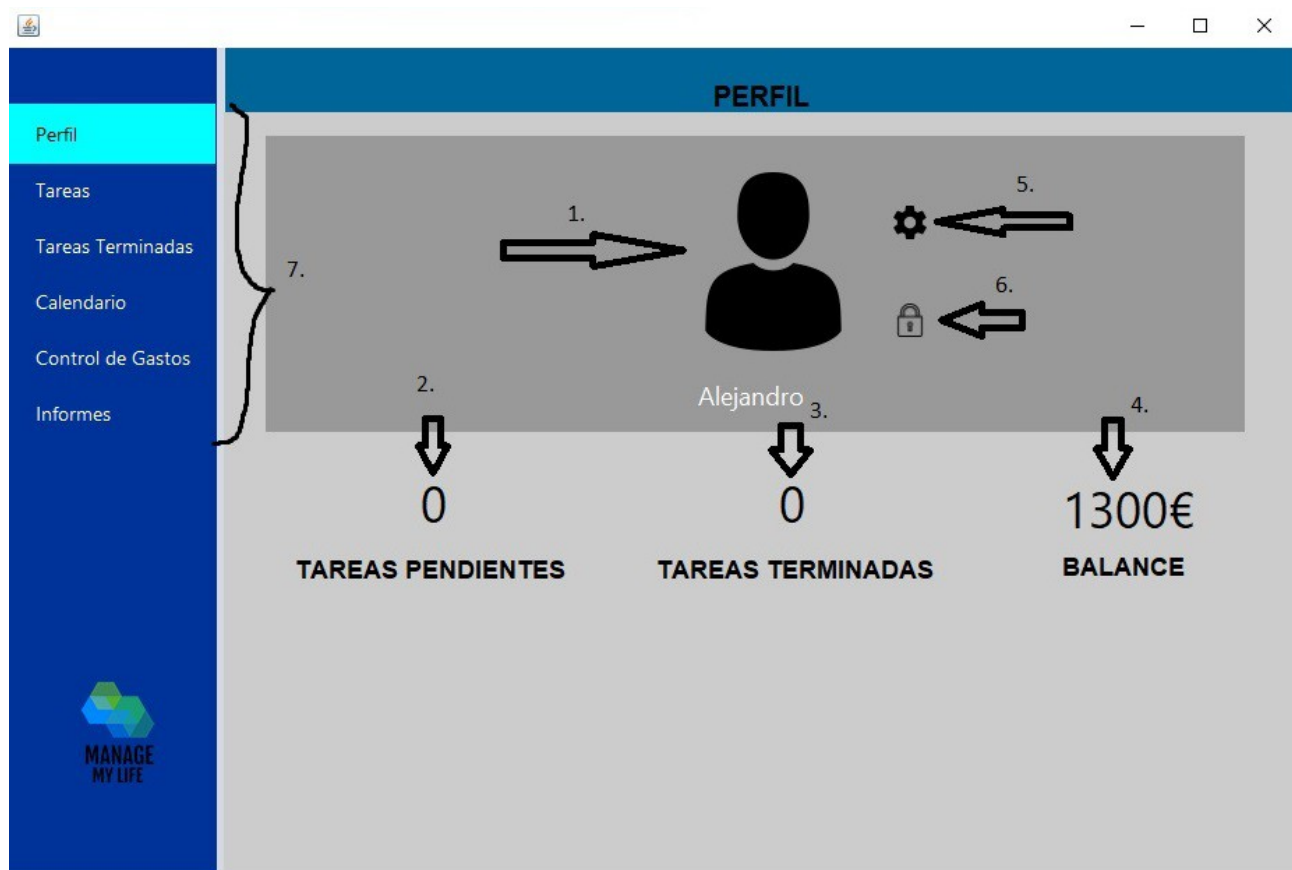 PERFIL
Perfil
Tareas
Tareas Terminadas
Calendario
Control de Gastos
Informes
7.
1.
5.
6.
Alejandro
2.
3.
4.
0
0
1300€
TAREAS PENDIENTES
TAREAS TERMINADAS
BALANCE
MANAGE
MY LIFE